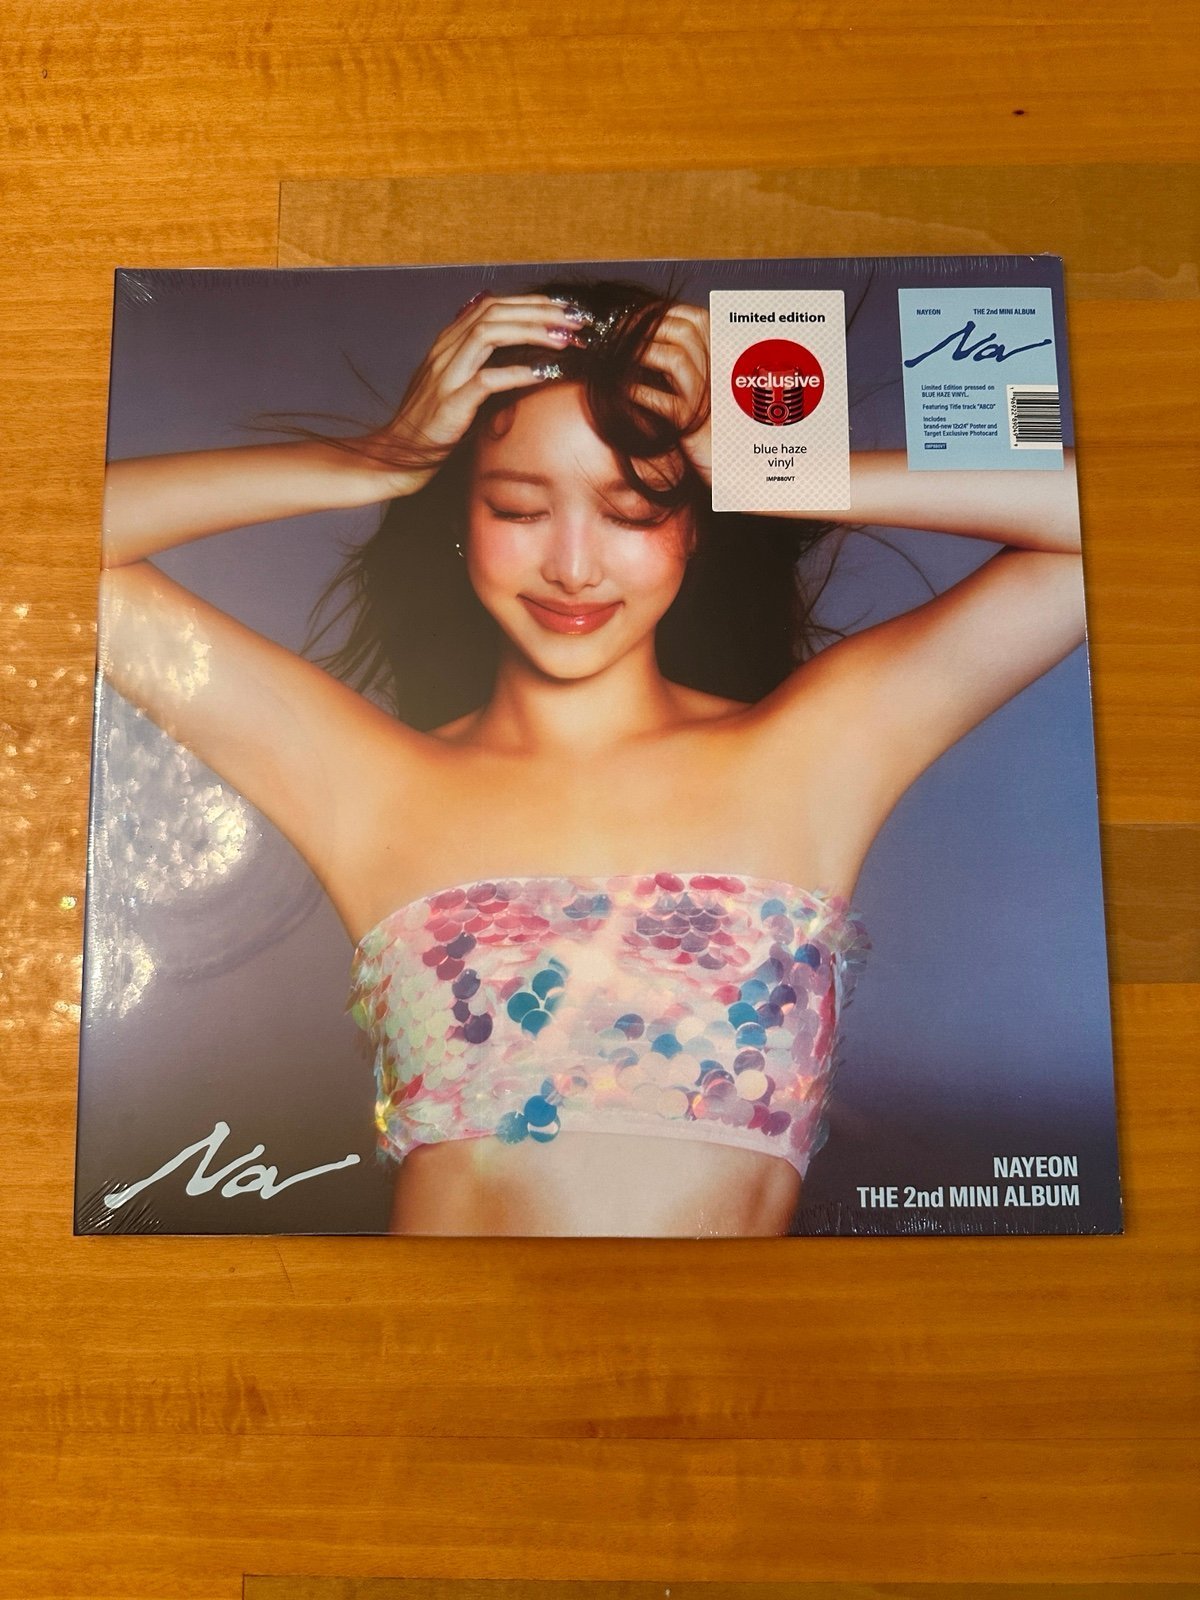 limited edition
exclusive
blue haze
vinyl
IMP880VT
NAYEON THE 2nd MINI ALBUM
Na
Limited Edition pressed on
BLUE HAZE VINYL.
Featuring Title track "ABCD"
Includes
brand-new 12x24" Poster and
Target Exclusive Photocard
IMP880VT
Na
NAYEON
THE 2nd MINI ALBUM